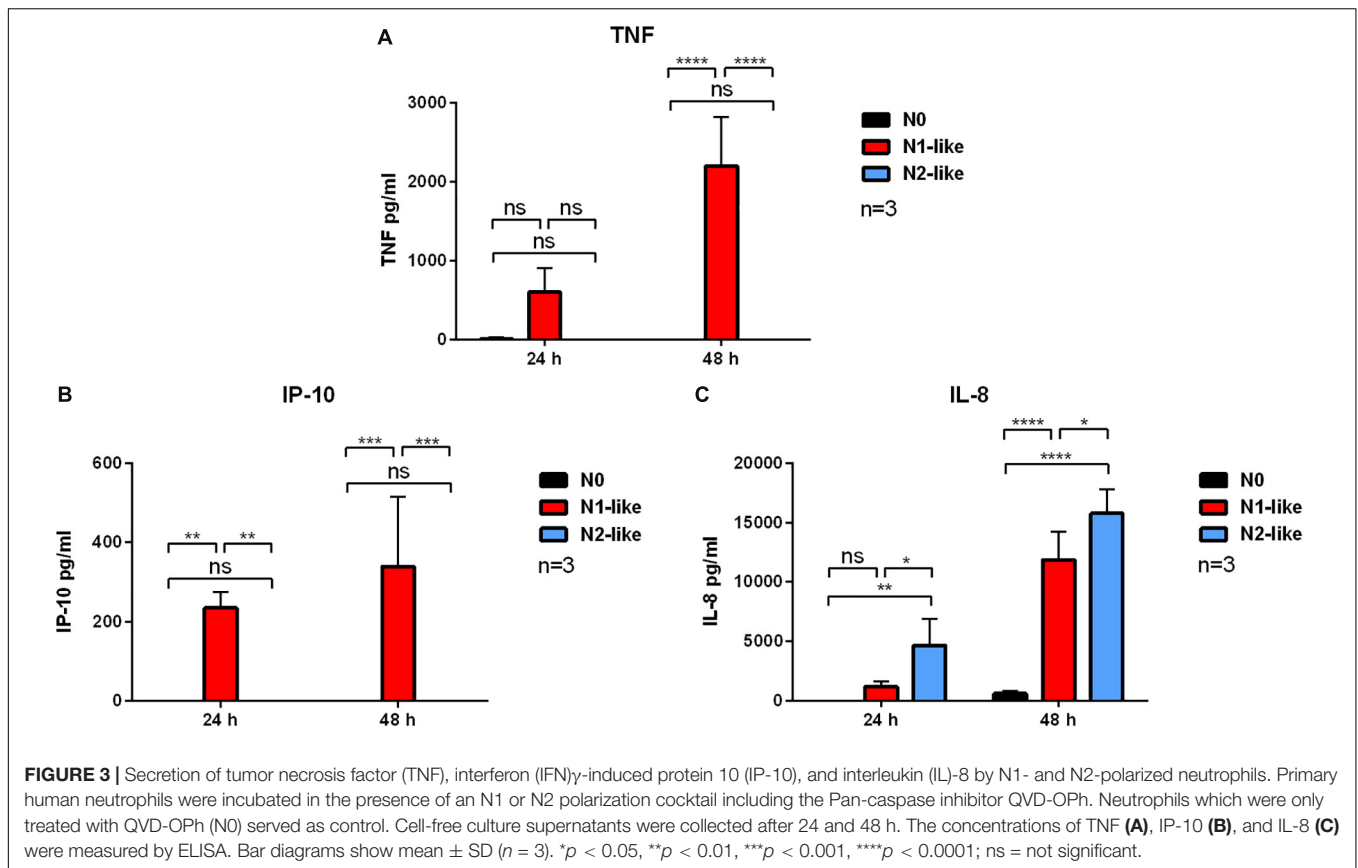 A
TNF
**** ****
ns
3000
N0
N1-like
2000
N2-like
n=3
ns ns
ns
TNF pg/ml
1000
0
24 h 48 h
B
IP-10
*** ***
ns
600
N0
N1-like
** **
N2-like
400
ns
n=3
IP-10 pg/ml
200
0
24 h 48 h
C
IL-8
**** *
****
20000
N0
N1-like
15000
N2-like
n=3
ns *
**
10000
IL-8 pg/ml
5000
0
24 h 48 h
FIGURE 3 | Secretion of tumor necrosis factor (TNF), interferon (IFN)γ-induced protein 10 (IP-10), and interleukin (IL)-8 by N1- and N2-polarized neutrophils. Primary
human neutrophils were incubated in the presence of an N1 or N2 polarization cocktail including the Pan-caspase inhibitor QVD-OPh. Neutrophils which were only
treated with QVD-OPh (N0) served as control. Cell-free culture supernatants were collected after 24 and 48 h. The concentrations of TNF (A), IP-10 (B), and IL-8 (C)
were measured by ELISA. Bar diagrams show mean ± SD (n = 3). *p < 0.05, **p < 0.01, ***p < 0.001, ****p < 0.0001; ns = not significant.